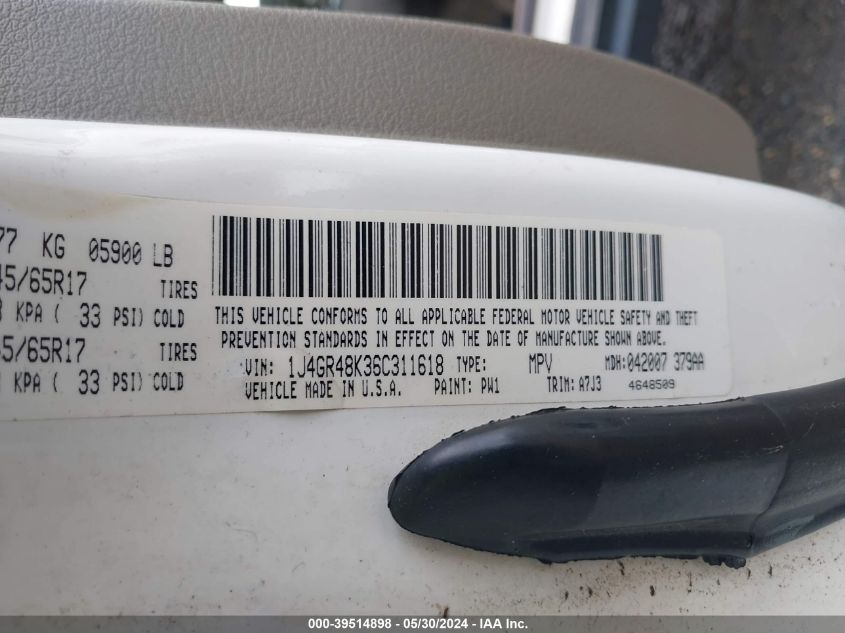 77 KG 05900 LB
45/65R17 TIRES
KPA ( 33 PSI) COLD
5/65R17 TIRES
KPA ( 33 PSI) COLD
THIS VEHICLE CONFORMS TO ALL APPLICABLE FEDERAL MOTOR VEHICLE SAFETY AND THEFT
PREVENTION STANDARDS IN EFFECT ON THE DATE OF MANUFACTURE SHOWN ABOVE.
VIN: 1J4GR48K36C311618 TYPE: MPV MDH: 042007 379AA
VEHICLE MADE IN U.S.A. PAINT: PW1 TRIM: A7J3 4648509
000-39514898 - 05/30/2024 - IAA Inc.